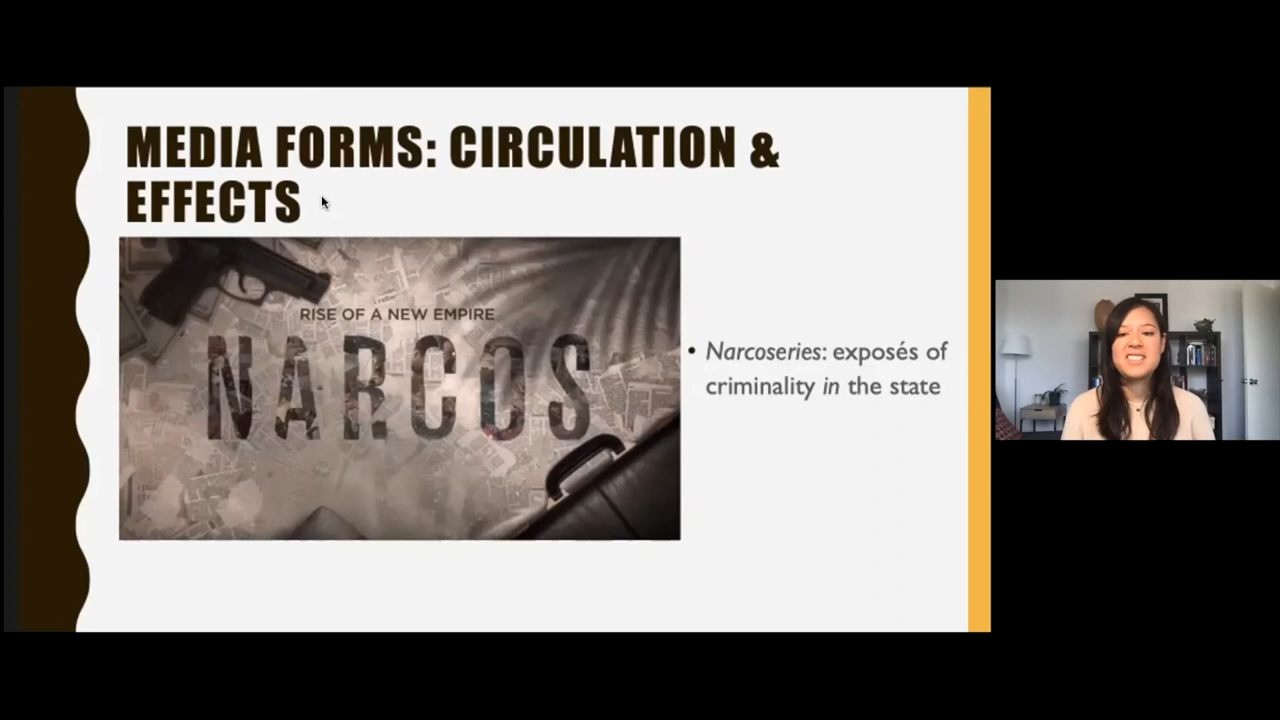 MEDIA FORMS: CIRCULATION &
EFFECTS
RISE OF A NEW EMPIRE
NARCOS
• Narcoseries: exposés of
criminality in the state